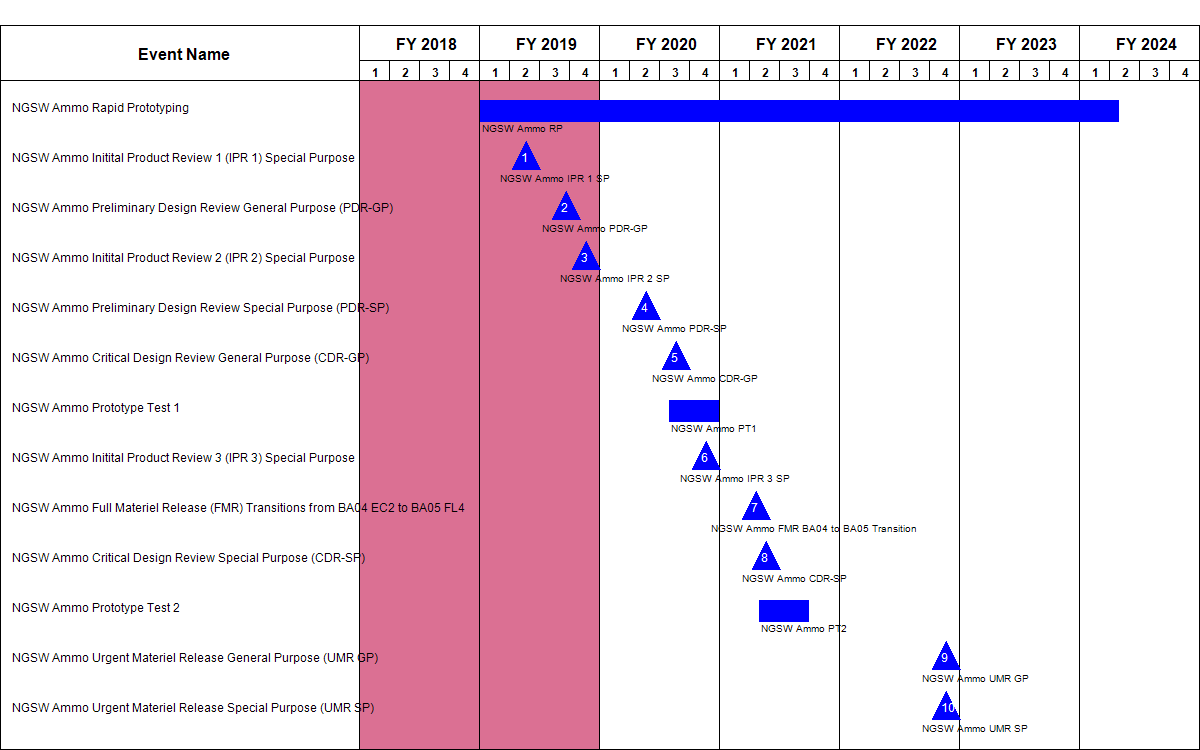 Event Name
FY 2018 FY 2019 FY 2020 FY 2021 FY 2022 FY 2023 FY 2024
1 2 3 4 1 2 3 4 1 2 3 4 1 2 3 4 1 2 3 4 1 2 3 4 1 2 3 4
NGSW Ammo Rapid Prototyping
NGSW Ammo RP
NGSW Ammo Initital Product Review 1 (IPR 1) Special Purpose
1
NGSW Ammo IPR 1 SP
NGSW Ammo Preliminary Design Review General Purpose (PDR-GP)
2
NGSW Ammo PDR-GP
NGSW Ammo Initital Product Review 2 (IPR 2) Special Purpose
3
NGSW Ammo IPR 2 SP
NGSW Ammo Preliminary Design Review Special Purpose (PDR-SP)
4
NGSW Ammo PDR-SP
NGSW Ammo Critical Design Review General Purpose (CDR-GP)
5
NGSW Ammo CDR-GP
NGSW Ammo Prototype Test 1
NGSW Ammo PT1
NGSW Ammo Initital Product Review 3 (IPR 3) Special Purpose
6
NGSW Ammo IPR 3 SP
NGSW Ammo Full Materiel Release (FMR) Transitions from BA04 EC2 to BA05 FL4
7
NGSW Ammo FMR BA04 to BA05 Transition
NGSW Ammo Critical Design Review Special Purpose (CDR-SP)
8
NGSW Ammo CDR-SP
NGSW Ammo Prototype Test 2
NGSW Ammo PT2
NGSW Ammo Urgent Materiel Release General Purpose (UMR GP)
9
NGSW Ammo UMR GP
NGSW Ammo Urgent Materiel Release Special Purpose (UMR SP)
10
NGSW Ammo UMR SP